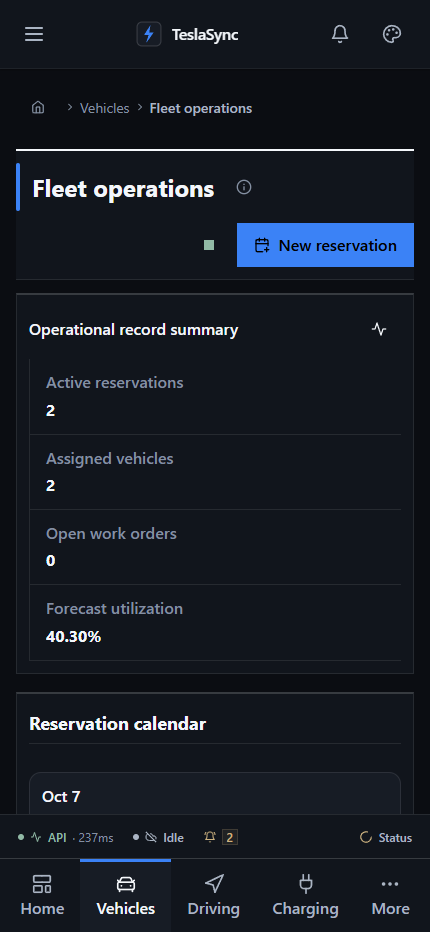 TeslaSync
Vehicles
Fleet operations
Fleet operations
New reservation
Operational record summary
Active reservations
2
Assigned vehicles
2
Open work orders
0
Forecast utilization
40.30%
Reservation calendar
Oct 7
API · 237ms
Idle
2
Status
Home
Vehicles
Driving
Charging
More